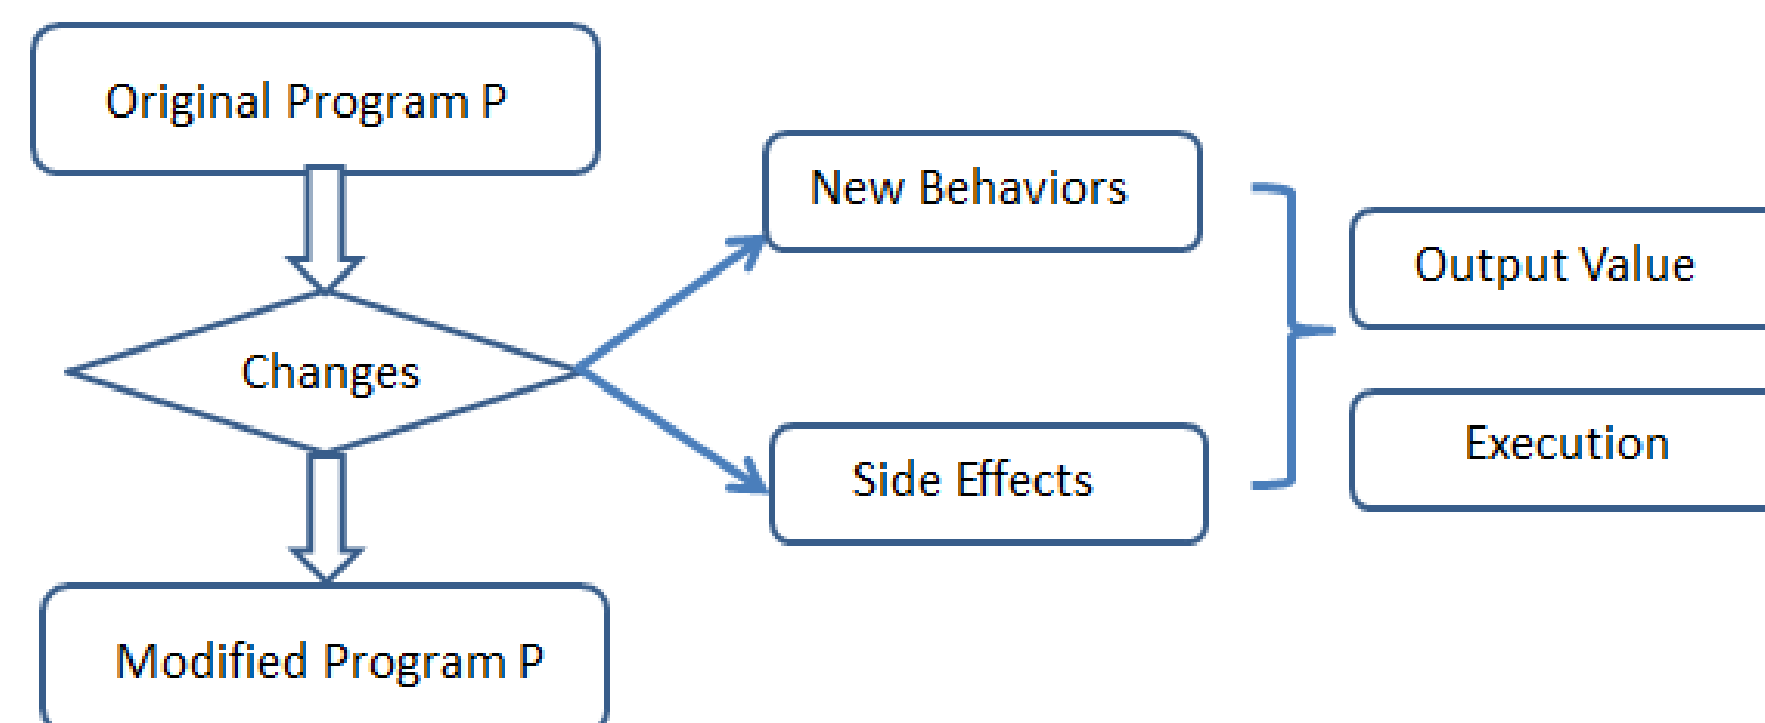 Original Program P
Changes
Modified Program P
New Behaviors
Side Effects
Output Value
Execution